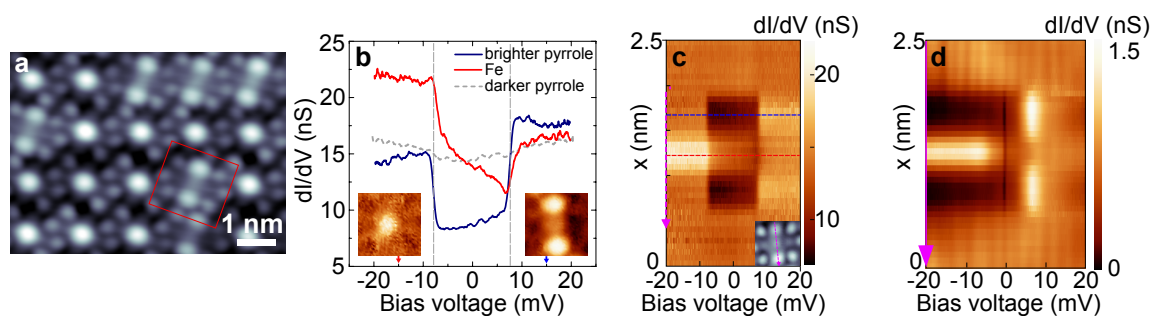 a
1 nm
b
dI/dV (nS)
40
35
30
25
20
15
10
5
brighter pyrrole
Fe
darker pyrrole
-20 -10 0 10 20
Bias voltage (mV)
dI/dV (nS)
c
2.5
x (nm)
0
-20 -10 0 10 20
Bias voltage (mV)
-20
-10
dI/dV (nS)
d
2.5
x (nm)
0
-20 -10 0 10 20
Bias voltage (mV)
1.5
0